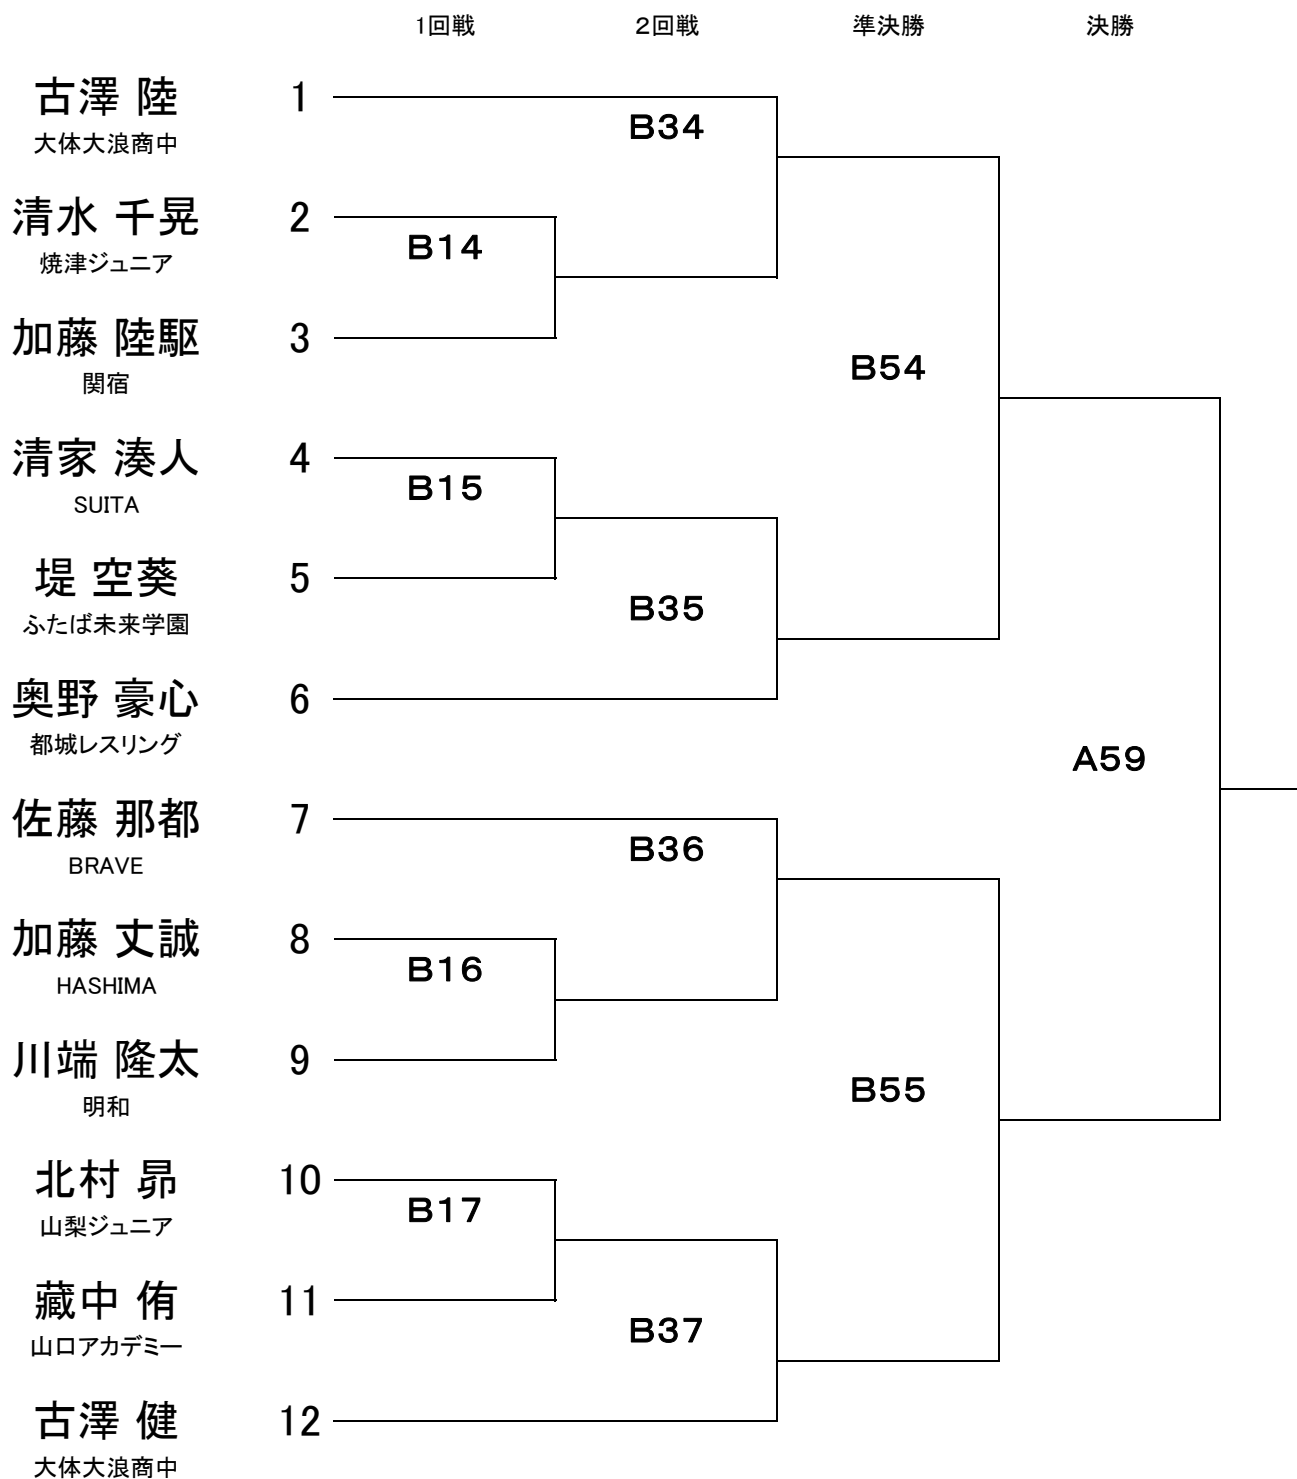 1回戦 2回戦 準決勝 決勝
古澤 陸 1
B34
大体大浪商中
清水 千晃 2
B14
焼津ジュニア
加藤 陸駆 3
B54
関宿
清家 湊人 4
B15
SUITA
堤 空葵 5
B35
ふたば未来学園
奥野 豪心 6
都城レスリング
A59
佐藤 那都 7
B36
BRAVE
加藤 丈誠 8
B16
HASHIMA
川端 隆太 9
B55
明和
北村 昴 10
B17
山梨ジュニア
藏中 侑 11
B37
山口アカデミー
古澤 健 12
大体大浪商中